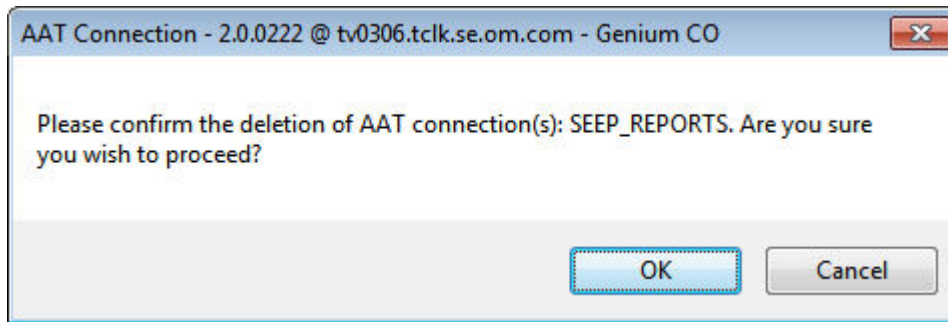 AAT Connection - 2.0.0222 @ tv0306.tclk.se.om.com - Genium CO
Please confirm the deletion of AAT connection(s): SEEP_REPORTS. Are you sure
you wish to proceed?
OK
Cancel